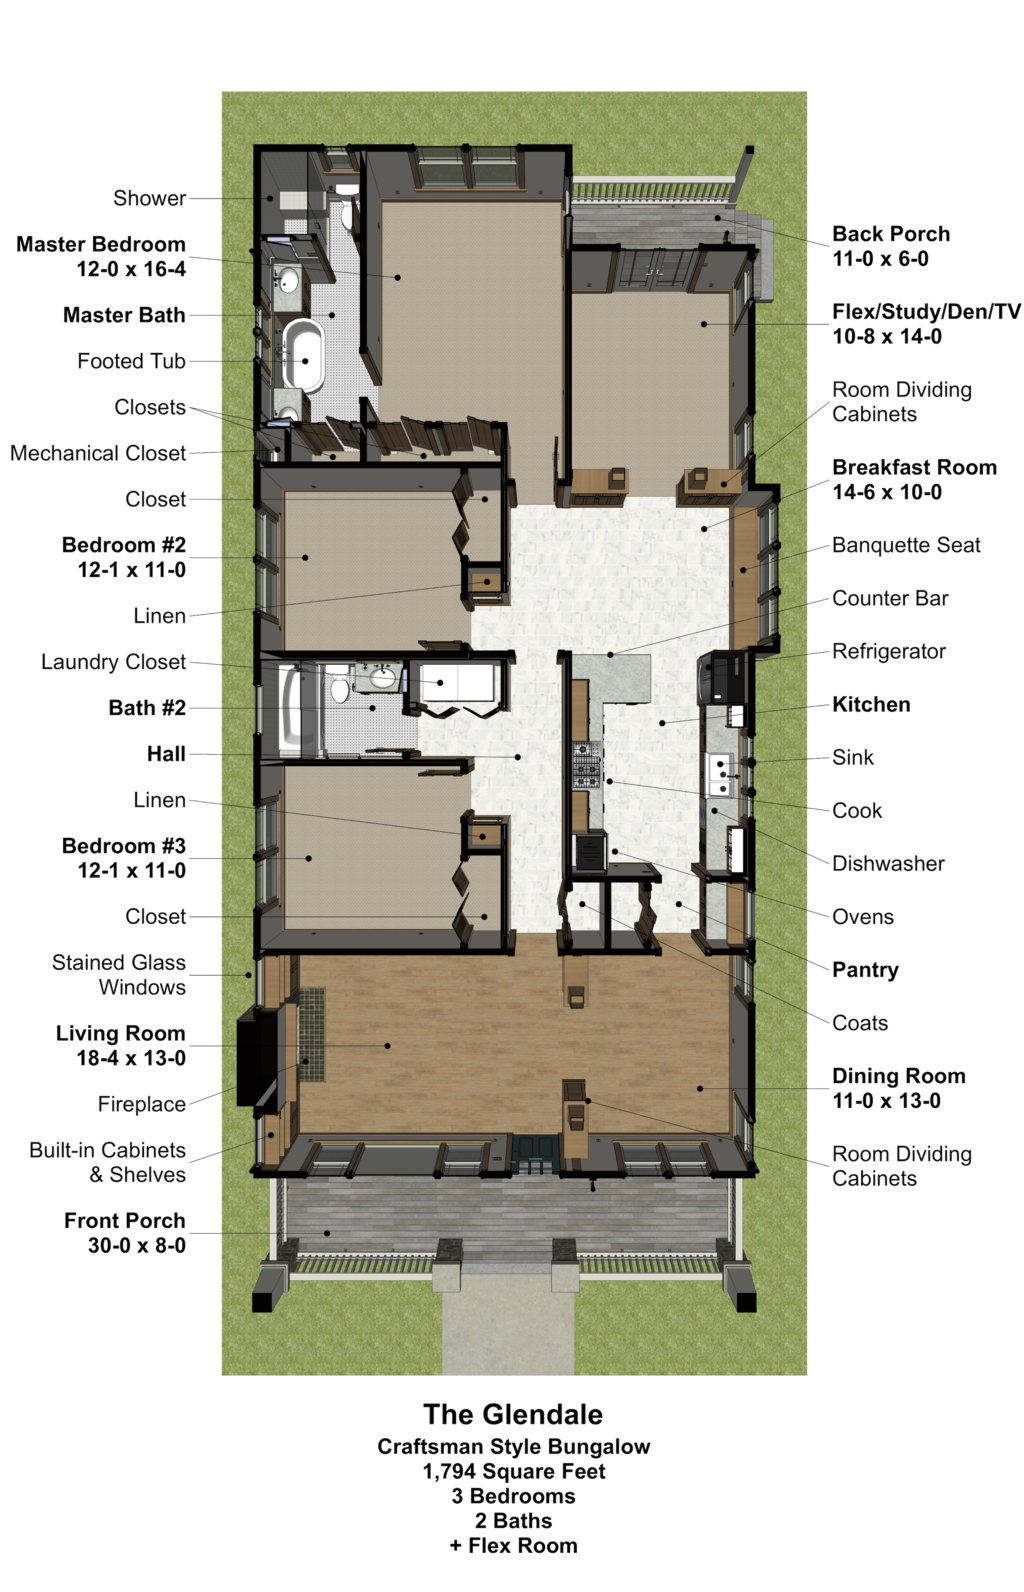 Shower
Master Bedroom
12-0 x 16-4
Master Bath
Footed Tub
Closets
Mechanical Closet
Closet
Bedroom #2
12-1 x 11-0
Linen
Laundry Closet
Bath #2
Hall
Linen
Bedroom #3
12-1 x 11-0
Closet
Stained Glass
Windows
Living Room
18-4 x 13-0
Fireplace
Built-in Cabinets
& Shelves
Front Porch
30-0 x 8-0
Back Porch
11-0 x 6-0
Flex/Study/Den/TV
10-8 x 14-0
Room Dividing
Cabinets
Breakfast Room
14-6 x 10-0
Banquette Seat
Counter Bar
Refrigerator
Kitchen
Sink
Cook
Dishwasher
Ovens
Pantry
Coats
Dining Room
11-0 x 13-0
Room Dividing
Cabinets
The Glendale
Craftsman Style Bungalow
1,794 Square Feet
3 Bedrooms
2 Baths
+ Flex Room